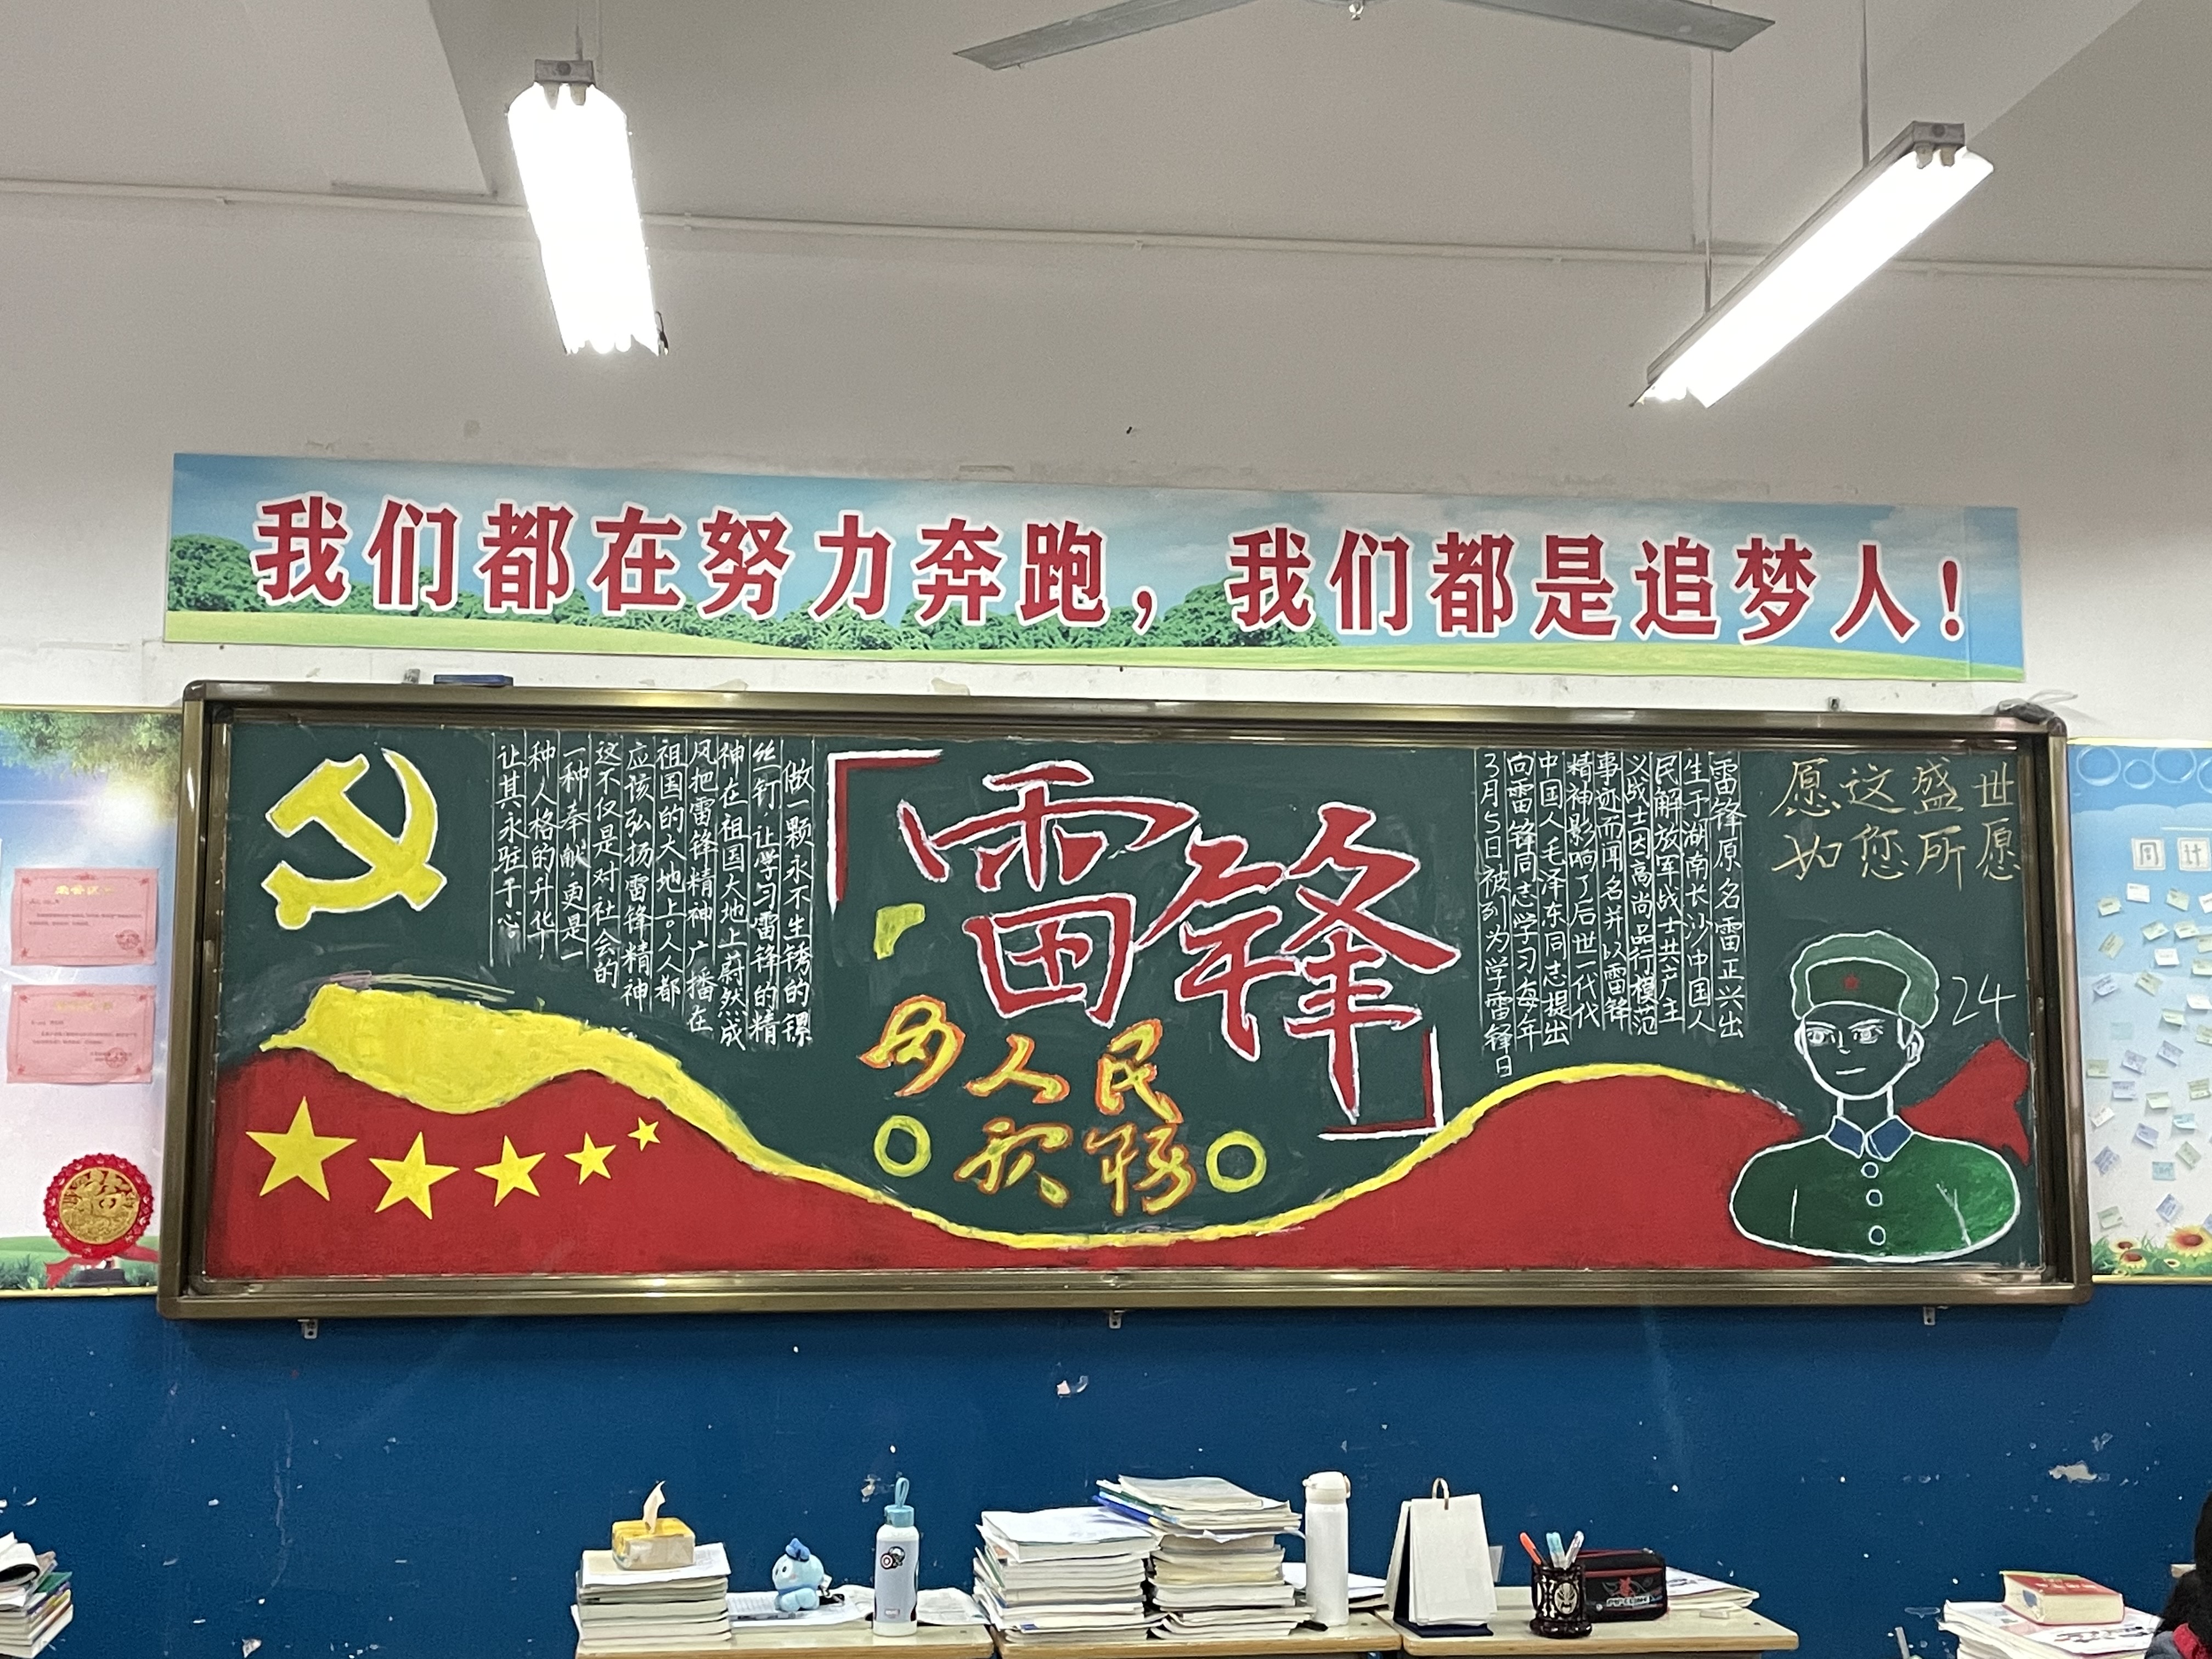 我们都在努力奔跑，我们都是追梦人！
做一颗永不生锈的镙
丝钉，让学习雷锋的精
神在祖国大地上蔚然成
风把雷锋精神广播在
祖国的大地上。人人都
应该弘扬雷锋精神
这不仅是对社会的
一种奉献，更是一
种人格的升华
让其永驻于心
「雷锋」
为人民
服务
雷锋原名雷正兴出
生于湖南长沙中国人
民解放军战士共产主
义战士因高尚品行模范
事迹而闻名并以雷锋
精神影响了后世一代代
中国人毛泽东同志提出
向雷锋同志学习每年
3月5日被列为学雷锋日
愿这盛世
如您所愿
24
周计